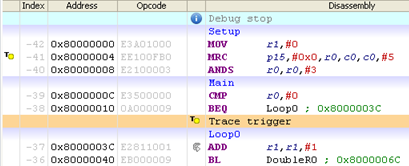 Index Address Opcode Disassembly
Debug stop
Setup
-42 0x80000000 E3A01000 MOV r1,#0
-41 0x80000004 EE100FB0 MRC p15,#0x0,r0,c0,c0,#5
-40 0x80000008 E2100003 ANDS r0,r0,#3
Main
-39 0x8000000C E3500000 CMP r0,#0
-38 0x80000010 0A000009 BEQ Loop0 ; 0x8000003C
Trace trigger
Loop0
-37 0x8000003C E2811001 ADD r1,r1,#1
-36 0x80000040 EB000009 BL DoubleR0 ; 0x8000006C